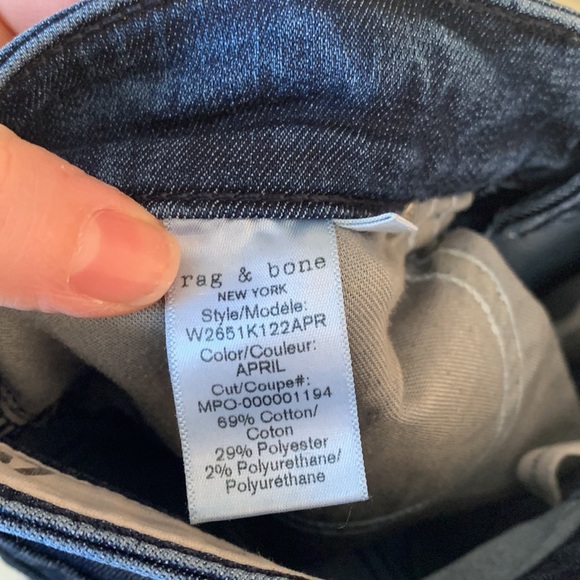 rag & bone
NEW YORK
Style/Modèle:
W2651K122APR
Color/Couleur:
APRIL
Cut/Coupe#:
MPO-000001194
69% Cotton/
Coton
29% Polyester
2% Polyurethane/
Polyuréthane